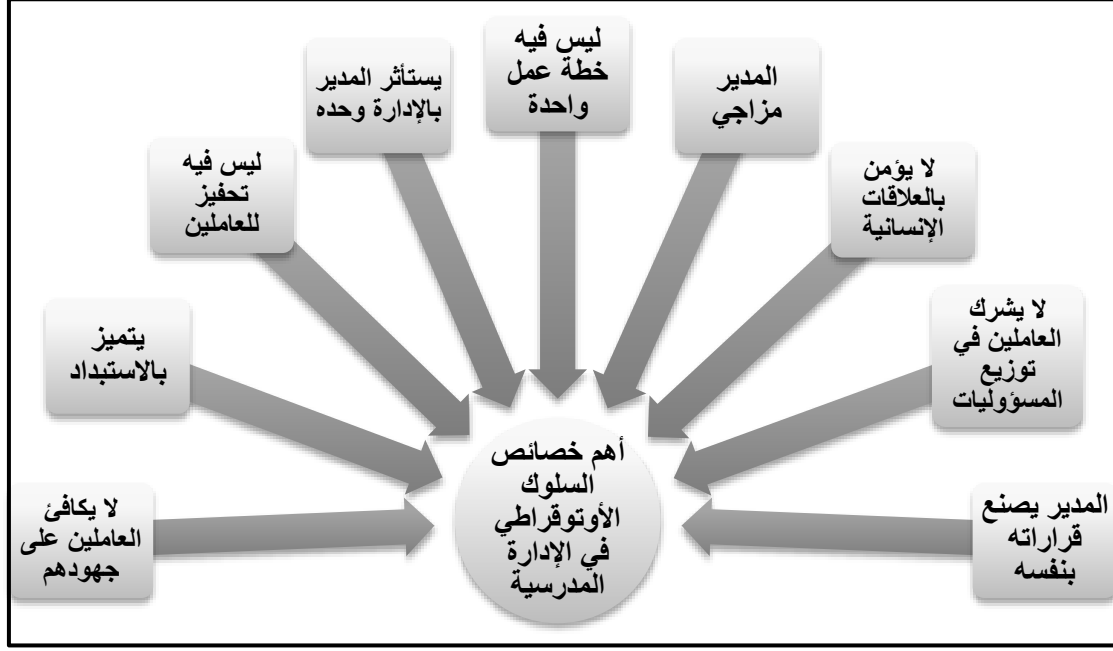 المدير يصنع
قراراته
بنفسه
لا يشرك
العاملين في
توزيع
المسؤوليات
لا يؤمن
بالعلاقات
الإنسانية
المدير
مزاجي
ليس فيه
خطة عمل
واحدة
يستأثر المدير
بالإدارة وحده
ليس فيه
تحفيز
للعاملين
يتميز
بالاستبداد
لا يكافئ
العاملين على
جهودهم
أهم خصائص
السلوك
الأوتوقراطي
في الإدارة
المدرسية